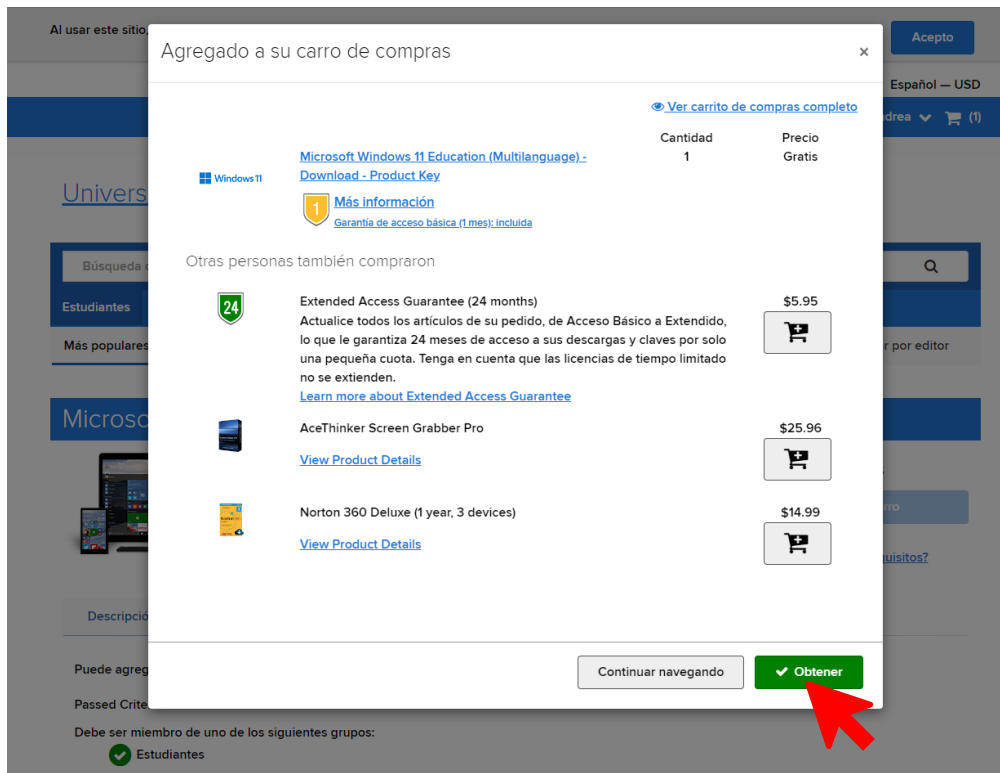 Al usar este sitio,
Acepto
Agregado a su carro de compras
×
Español — USD
Ver carrito de compras completo
(1)
Cantidad Precio
Microsoft Windows 11 Education (Multilanguage) - 1 Gratis
Windows 11 Download - Product Key
1 Más información
Garantía de acceso básica (1 mes): incluida
Otras personas también compraron
Búsqueda
Estudiantes
Más populares
por editor
24
Extended Access Guarantee (24 months) $5.95
Actualice todos los artículos de su pedido, de Acceso Básico a Extendido,
lo que le garantiza 24 meses de acceso a sus descargas y claves por solo
una pequeña cuota. Tenga en cuenta que las licencias de tiempo limitado
no se extienden.
Learn more about Extended Access Guarantee
AceThinker Screen Grabber Pro $25.96
View Product Details
Norton 360 Deluxe (1 year, 3 devices) $14.99
View Product Details
Continuar navegando
Obtener
Puede agreg
Passed Crite
Debe ser miembro de uno de los siguientes grupos:
Estudiantes